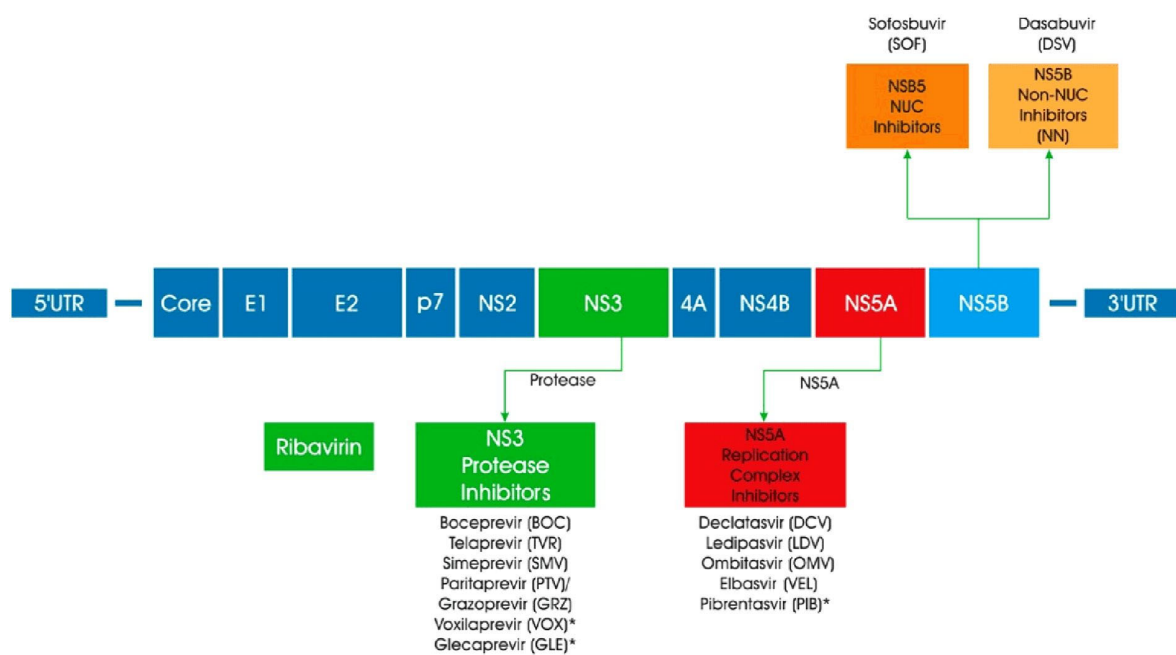 Sofosbuvir
(SOF)
Dasabuvir
(DSV)
NSB5
NUC
Inhibitors
NS5B
Non-NUC
Inhibitors
(NN)
5'UTR
Core
E1
E2
p7
NS2
NS3
4A
NS4B
NS5A
NS5B
3'UTR
Protease
NS5A
Ribavirin
NS3
Protease
Inhibitors
NS5A
Replication
Complex
Inhibitors
Boceprevir (BOC)
Telaprevir (TVR)
Simeprevir (SMV)
Paritaprevir (PTV)/
Grazoprevir (GRZ)
Voxilaprevir (VOX)*
Glecaprevir (GLE)*
Declatasvir (DCV)
Ledipasvir (LDV)
Ombitasvir (OMV)
Elbasvir (VEL)
Pibrentasvir (PIB)*